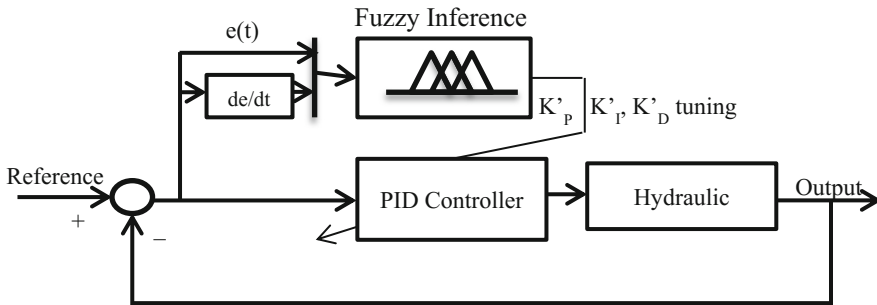 Fuzzy Inference
e(t)
de/dt
K’P K’I, K’D tuning
Reference
+
−
PID Controller
Hydraulic
Output